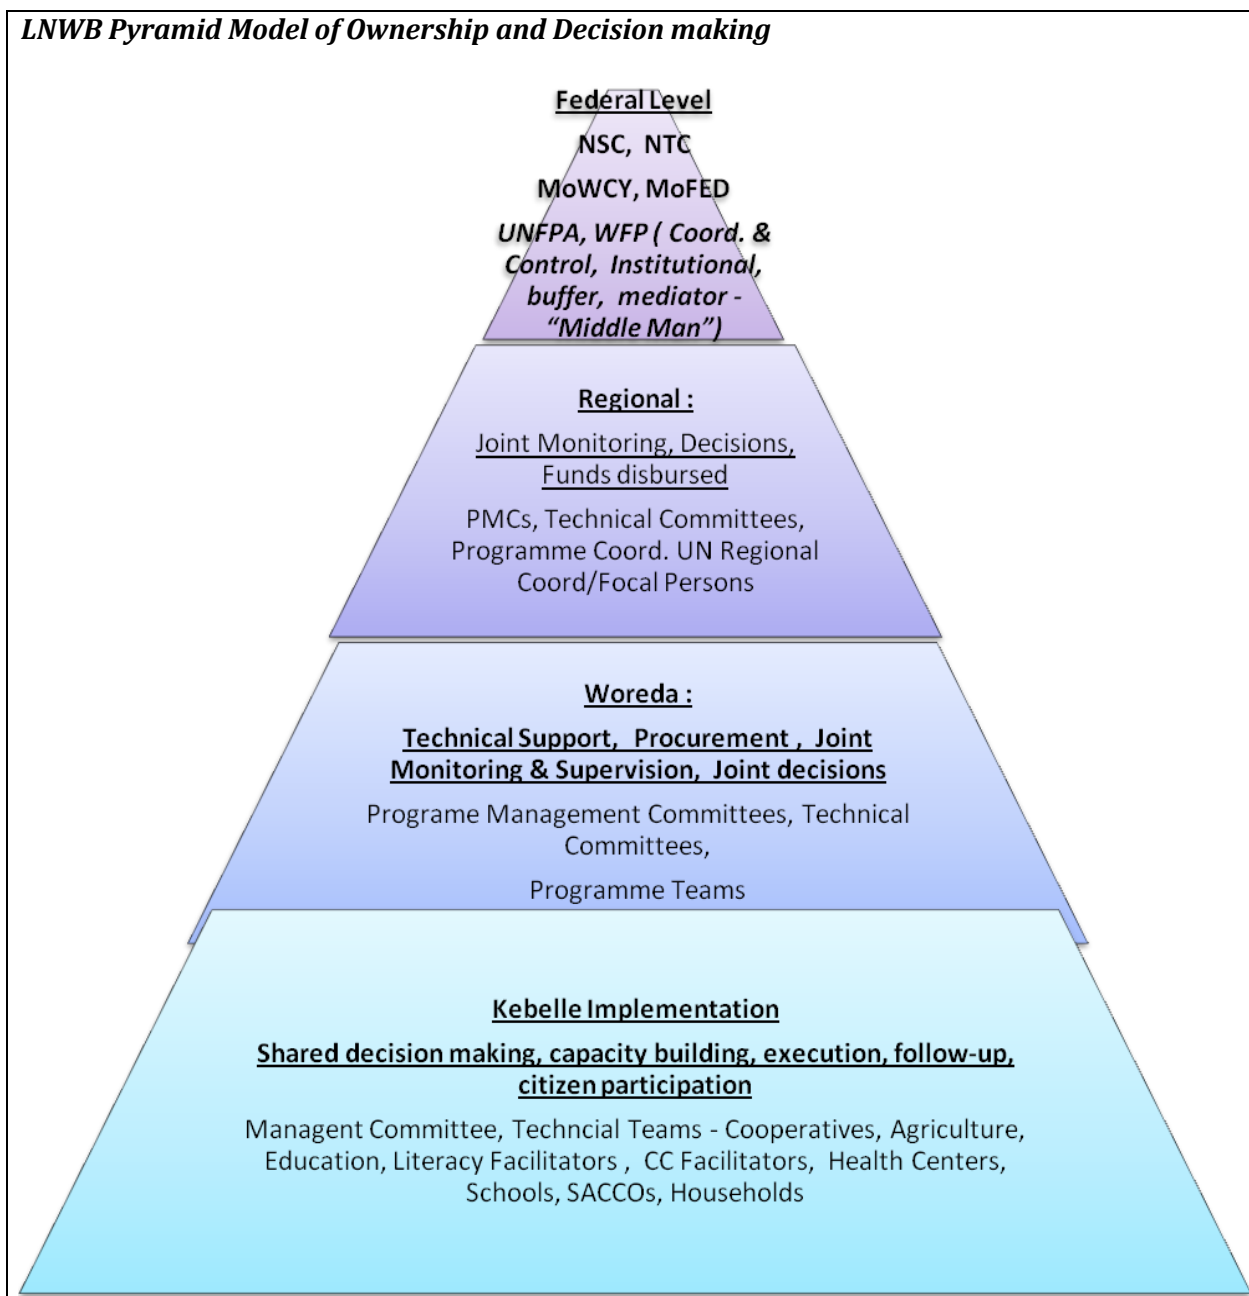 LNWB Pyramid Model of Ownership and Decision making
Federal Level
NSC, NTC
MoWCY, MoFED
UNFPA, WFP ( Coord. &
Control, Institutional,
buffer, mediator -
“Middle Man”)
Regional :
Joint Monitoring, Decisions,
Funds disbursed
PMCs, Technical Committees,
Programme Coord. UN Regional
Coord/Focal Persons
Woreda :
Technical Support, Procurement , Joint
Monitoring & Supervision, Joint decisions
Programe Management Committees, Technical
Committees,
Programme Teams
Kebelle Implementation
Shared decision making, capacity building, execution, follow-up,
citizen participation
Managent Committee, Techncial Teams - Cooperatives, Agriculture,
Education, Literacy Facilitators , CC Facilitators, Health Centers,
Schools, SACCOs, Households